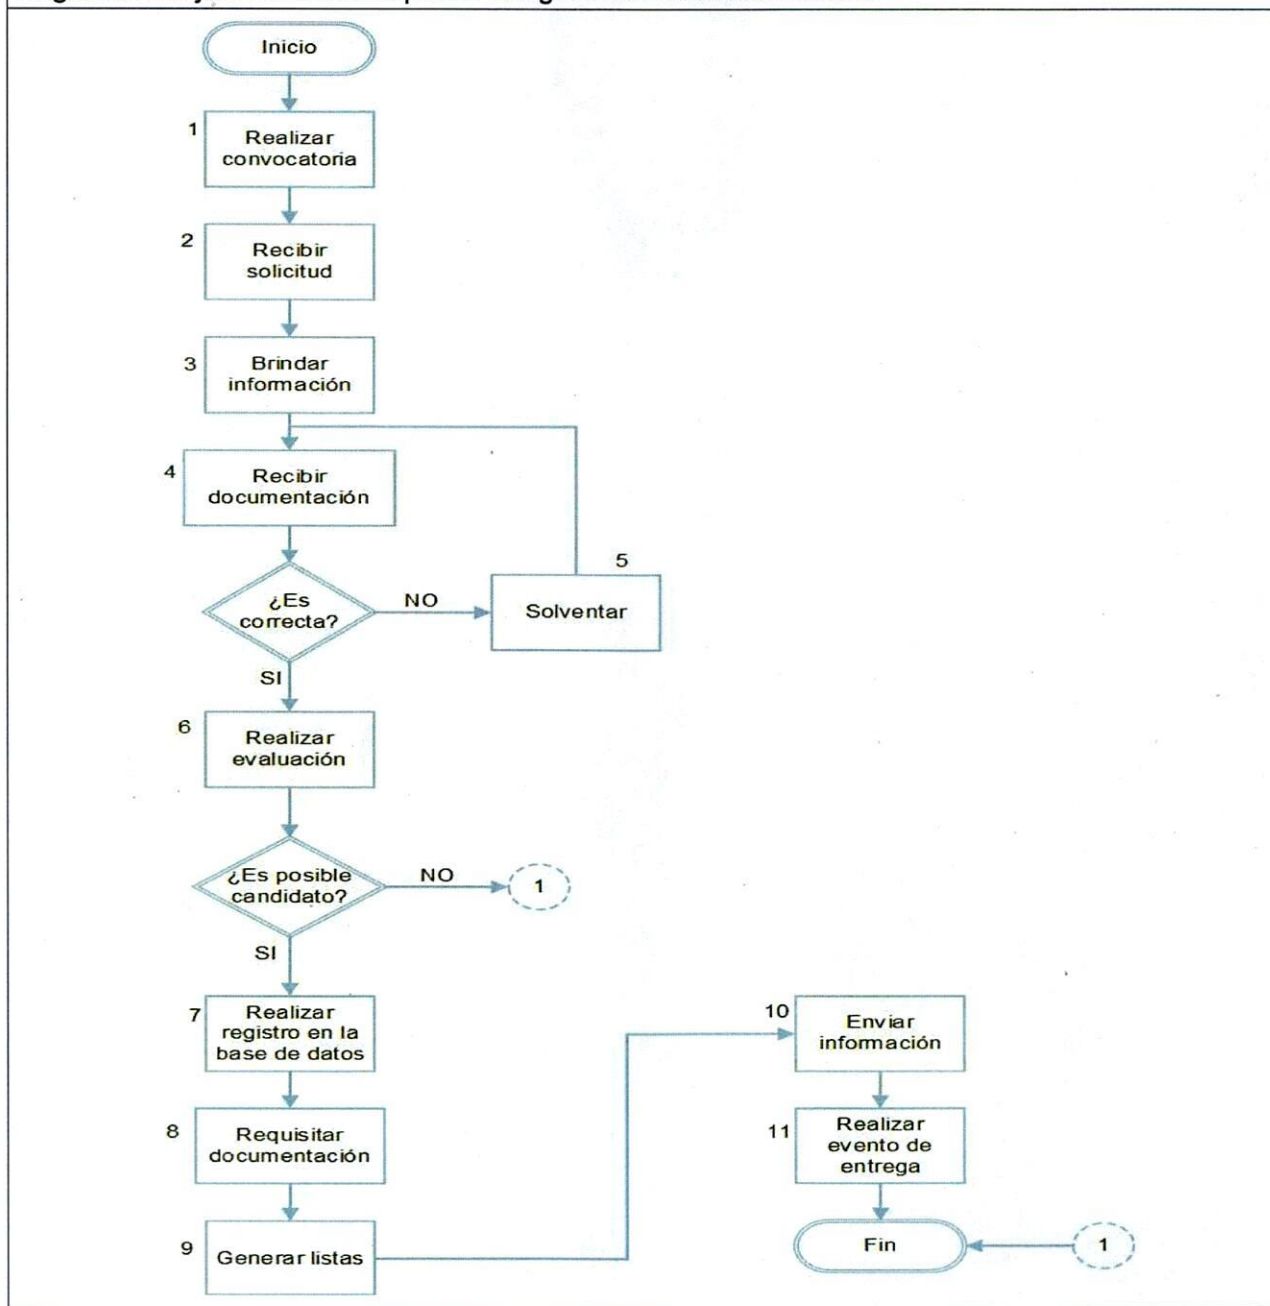 Inicio
1
Realizar
convocatoria
2
Recibir
solicitud
3
Brindar
información
4
Recibir
documentación
5
¿Es
correcta?
NO
Solventar
SI
6
Realizar
evaluación
¿Es posible
candidato?
NO
1
SI
7
Realizar
registro en la
base de datos
8
Requisitar
documentación
9
Generar listas
10
Enviar
información
11
Realizar
evento de
entrega
Fin
1